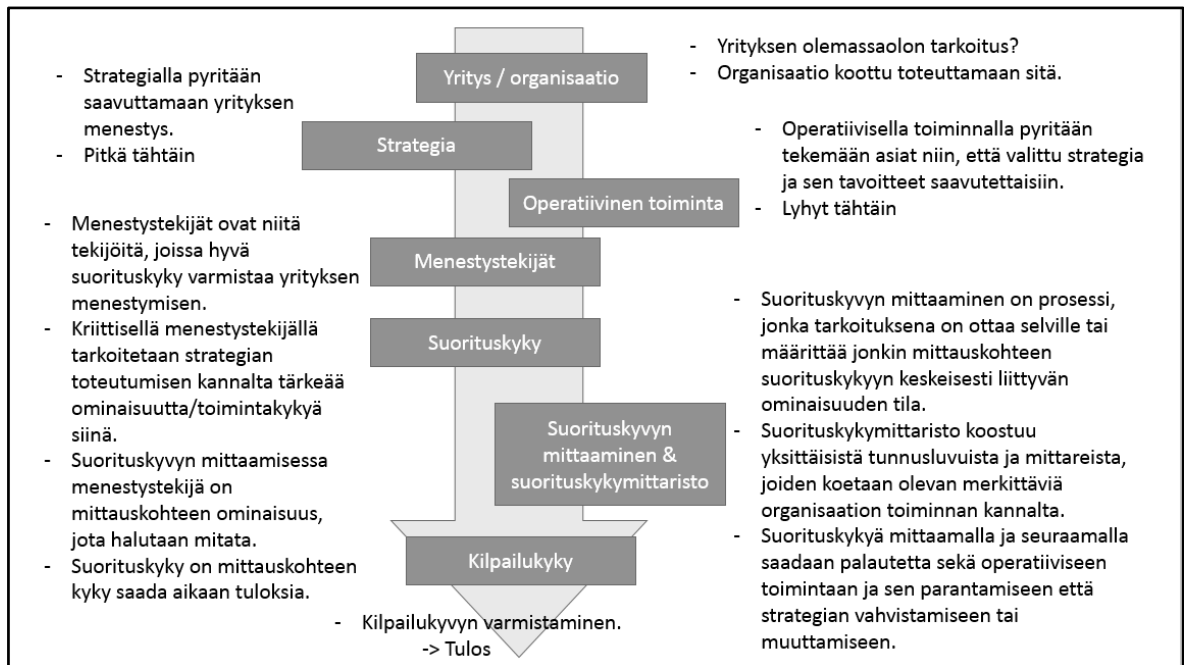 - Yrityksen olemassaolon tarkoitus?
- Organisaatio koottu toteuttamaan sitä.
Yritys / organisaatio
- Strategialla pyritään
saavuttamaan yrityksen
menestys.
- Pitkä tähtäin
Strategia
- Operatiivisella toiminnalla pyritään
tekemään asiat niin, että valittu strategia
ja sen tavoitteet saavutettaisiin.
- Lyhyt tähtäin
Operatiivinen toiminta
- Menestystekijät ovat niitä
tekijöitä, joissa hyvä
suorituskyky varmistaa yrityksen
menestymisen.
- Kriittisellä menestystekijällä
tarkoitetaan strategian
toteutumisen kannalta tärkeää
ominaisuutta/toimintakykyä
siinä.
- Suorituskyvyn mittaamisessa
menestystekijä on
mittauskohteen ominaisuus,
jota halutaan mitata.
- Suorituskyky on mittauskohteen
kyky saada aikaan tuloksia.
Menestystekijät
Suorituskyky
Suorituskyvyn
mittaaminen &
suorituskykymittaristo
- Suorituskyvyn mittaaminen on prosessi,
jonka tarkoituksena on ottaa selville tai
määrittää jonkin mittauskohteen
suorituskykyyn keskeisesti liittyvän
ominaisuuden tila.
- Suorituskykymittaristo koostuu
yksittäisistä tunnusluvuista ja mittareista,
joiden koetaan olevan merkittäviä
organisaation toiminnan kannalta.
- Suorituskykyä mittaamalla ja seuraamalla
saadaan palautetta sekä operatiiviseen
toimintaan ja sen parantamiseen että
strategian vahvistamiseen tai
muuttamiseen.
Kilpailukyky
- Kilpailukyvyn varmistaminen.
-> Tulos